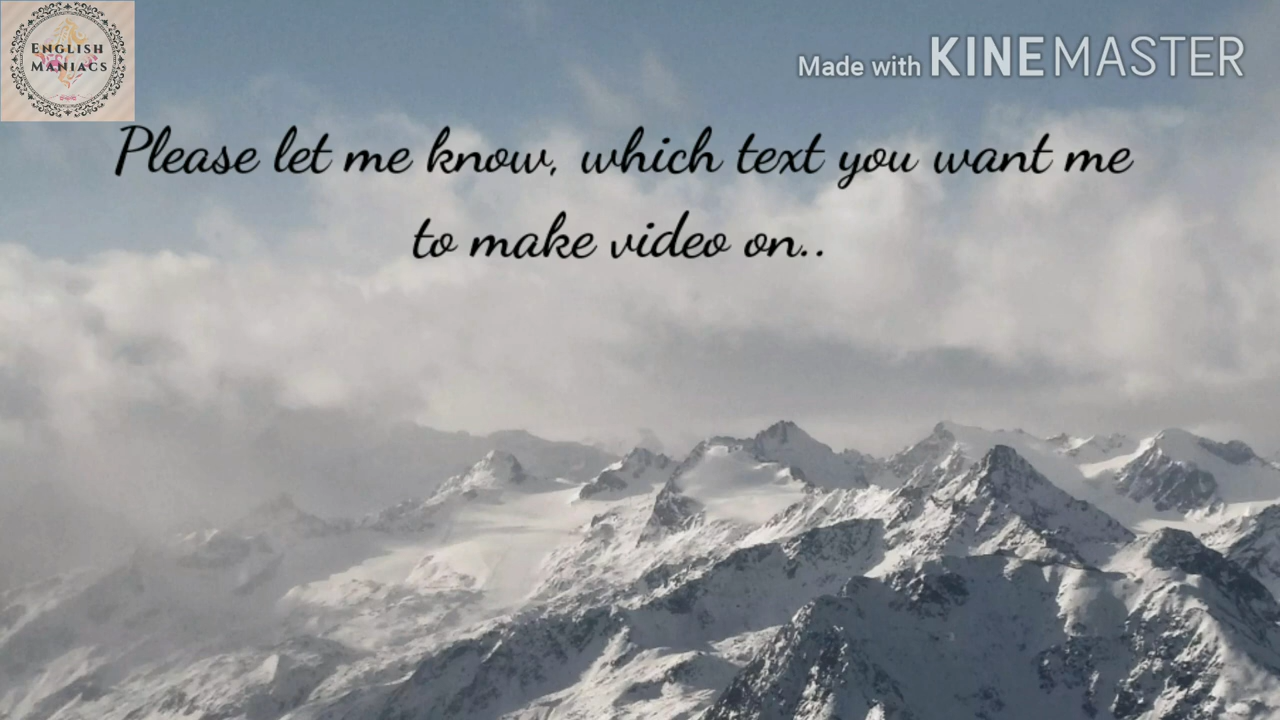 ENGLISH
MANIACS
Made with KINEMASTER
Please let me know, which text you want me
to make video on..